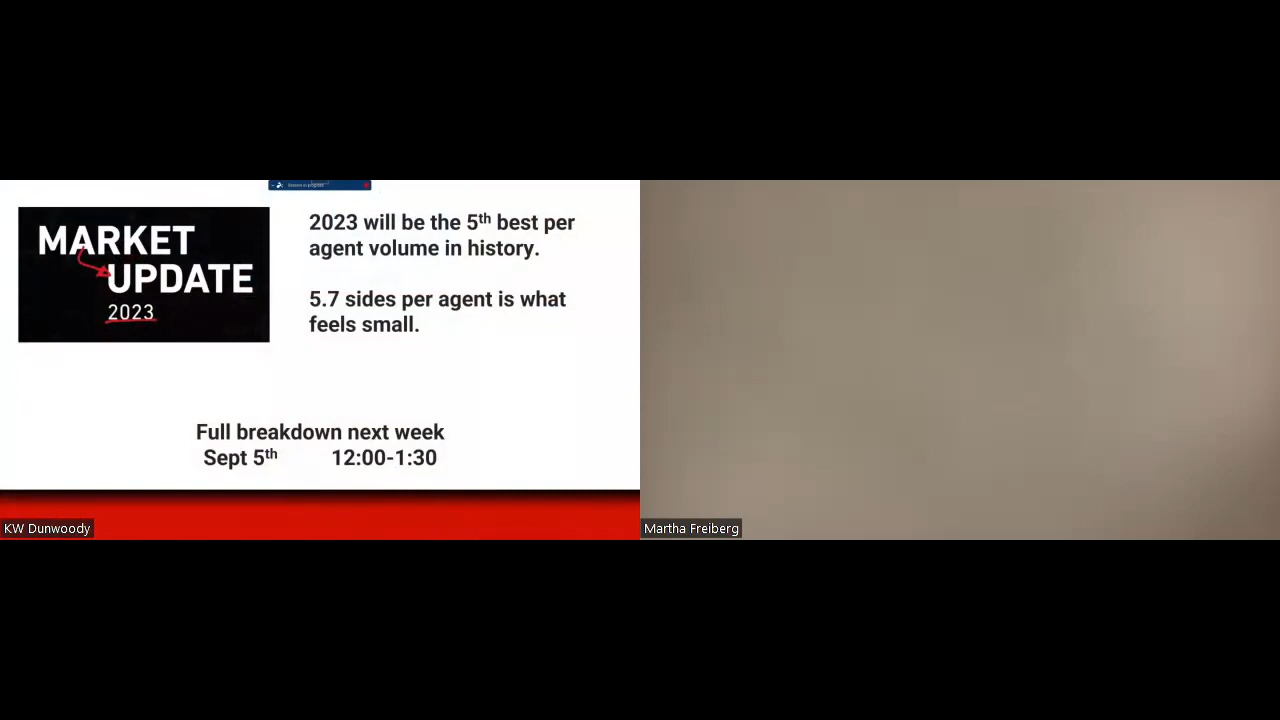 MARKET
UPDATE
2023
2023 will be the 5th best per
agent volume in history.
5.7 sides per agent is what
feels small.
Full breakdown next week
Sept 5th 12:00-1:30
KW Dunwoody
Martha Freiberg